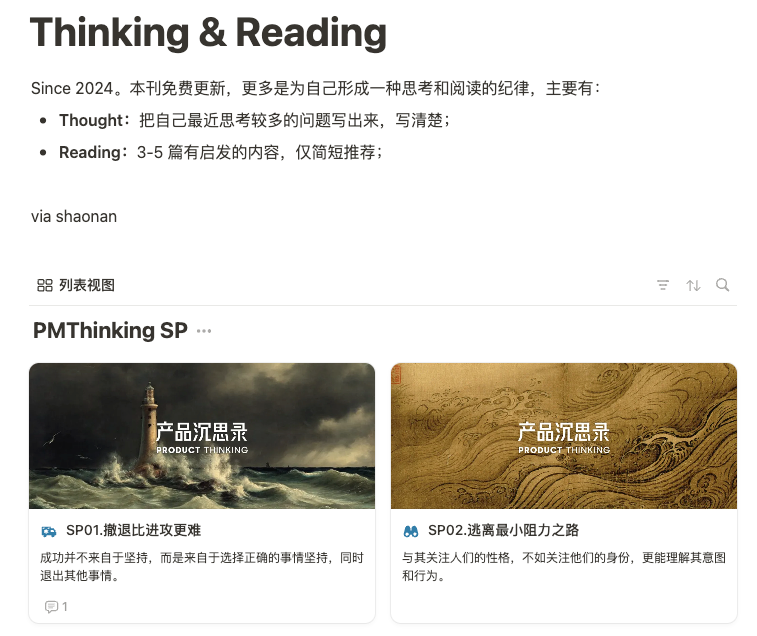 Thinking & Reading
Since 2024。本刊免费更新，更多是为自己形成一种思考和阅读的纪律，主要有：
Thought：把自己最近思考较多的问题写出来，写清楚；
Reading：3-5 篇有启发的内容，仅简短推荐；
via shaonan
列表视图
PMThinking SP
产品沉思录
PRODUCT THINKING
SP01.撤退比进攻更难
成功并不来自于坚持，而是来自于选择正确的事情坚持，同时
退出其他事情。
1
产品沉思录
PRODUCT THINKING
SP02.逃离最小阻力之路
与其关注人们的性格，不如关注他们的身份，更能理解其意图
和行为。